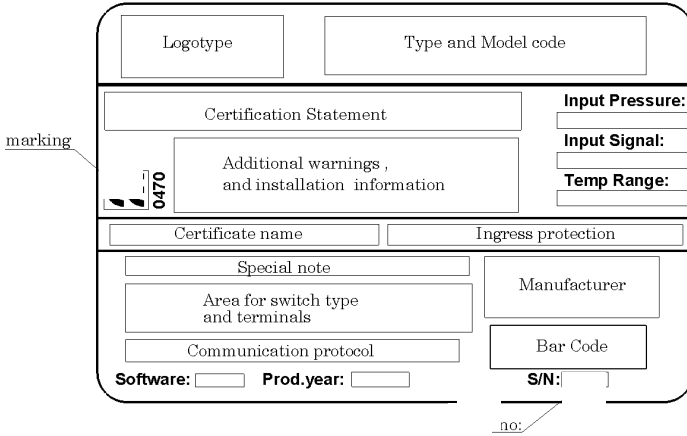 Logotype
Type and Model code
Certification Statement
Input Pressure:
marking
Input Signal:
Additional warnings ,
and installation information
0470
Temp Range:
Certificate name
Ingress protection
Special note
Manufacturer
Area for switch type
and terminals
Communication protocol
Bar Code
Software:
Prod.year:
S/N:
no: